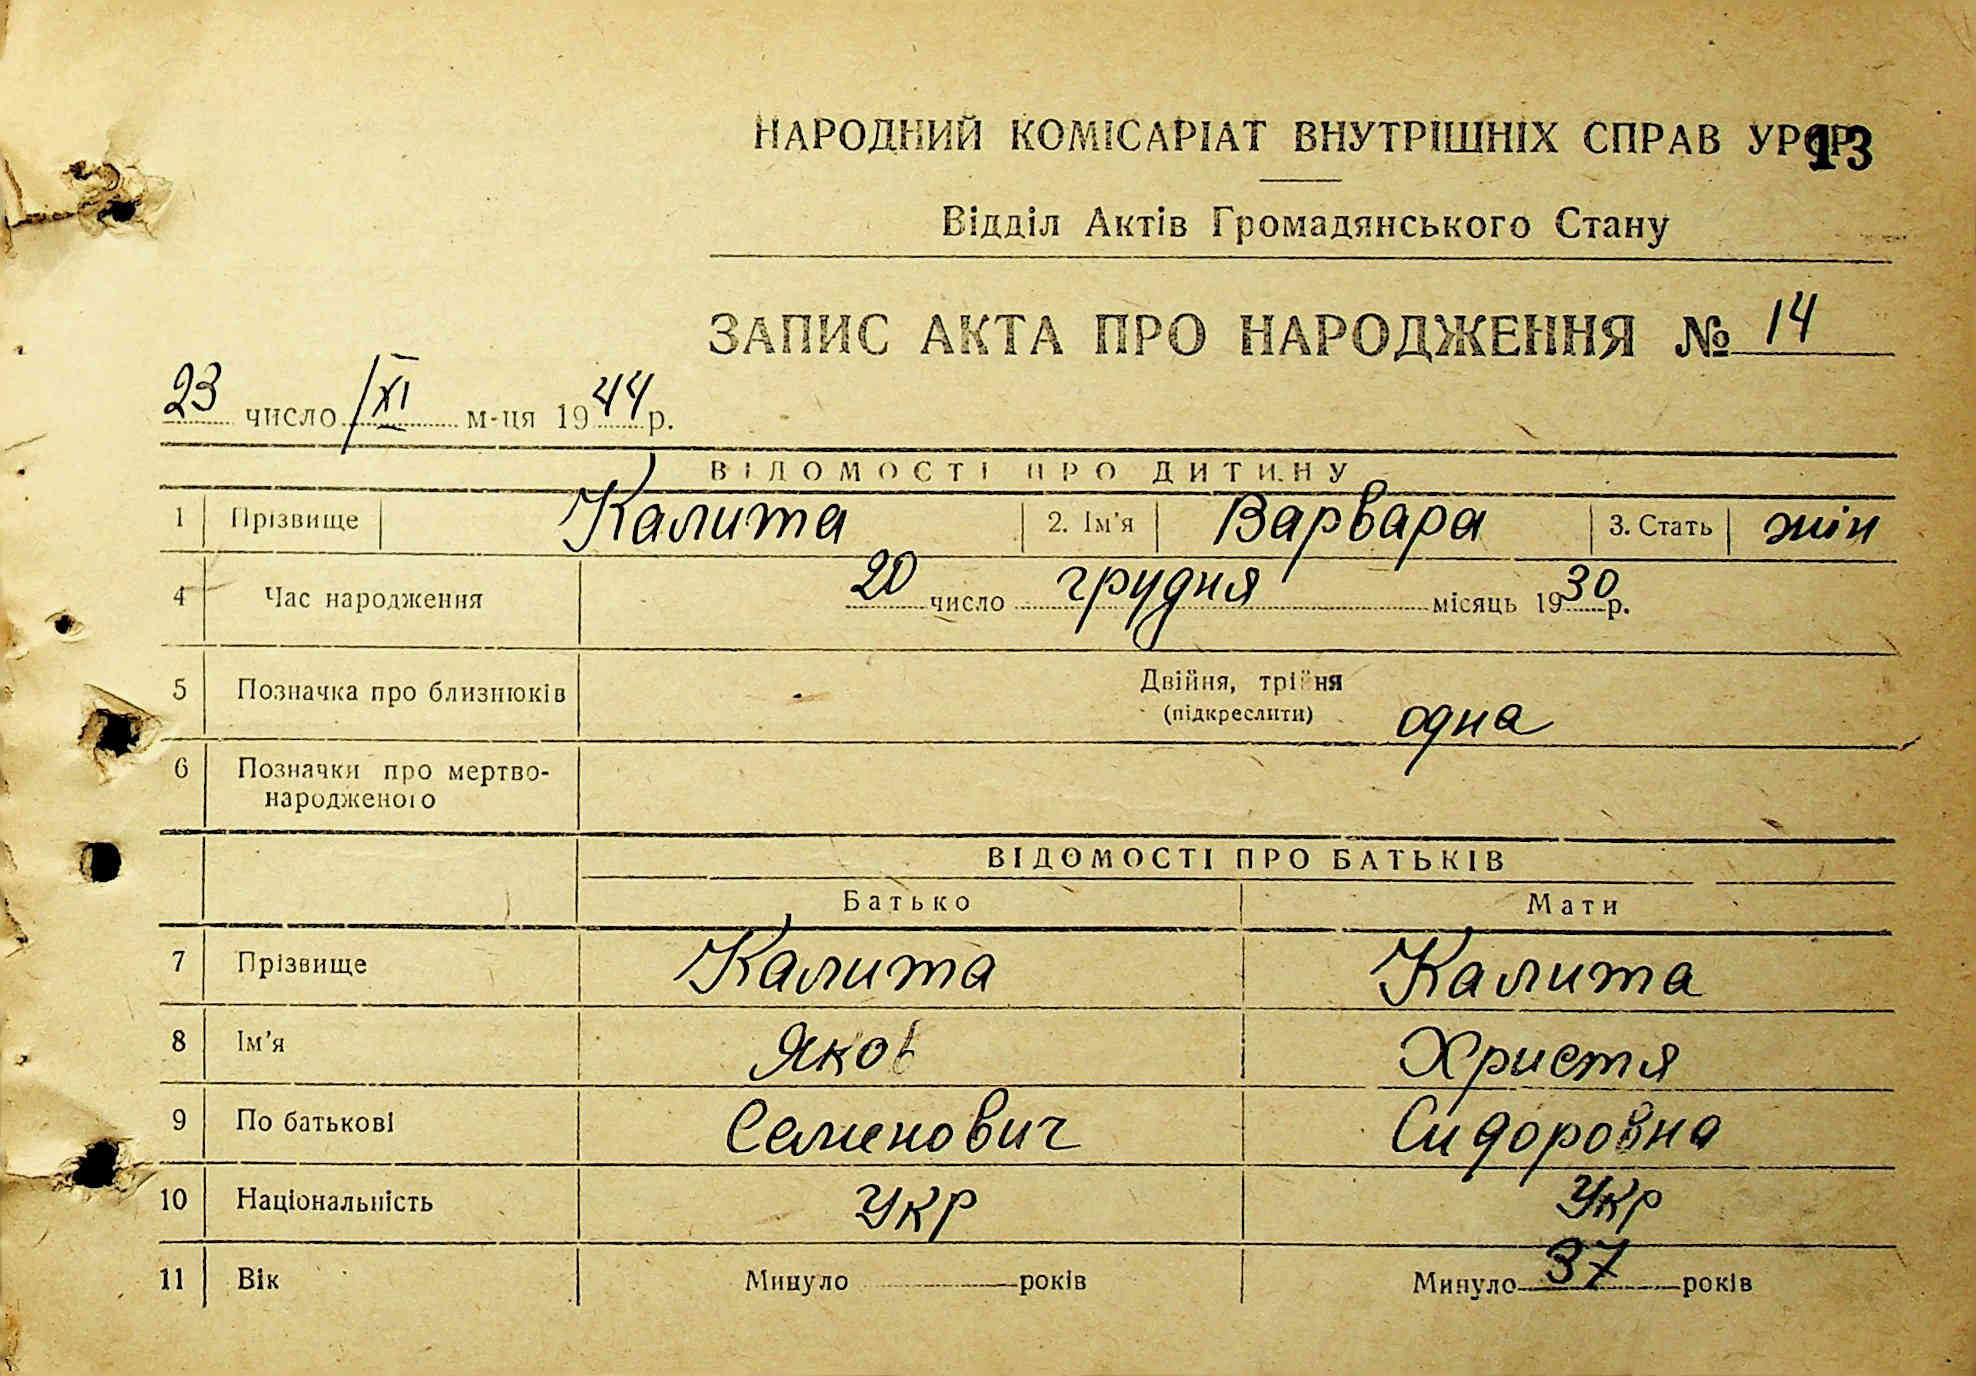 НАРОДНИЙ КОМІСАРІАТ ВНУТРІШНІХ СПРАВ УРСР
13
Відділ Актів Громадянського Стану
ЗАПИС АКТА ПРО НАРОДЖЕННЯ № 14
23 число /XI м-ця 1944 р.
ВІДОМОСТІ ПРО ДИТИНУ
1 Прізвище Калита 2. Ім'я Варвара 3. Стать жін
4 Час народження 20 число грудня місяць 1930 р.
5 Позначка про близнюків Двійня, трійня
(підкреслити) одна
6 Позначки про мертво-
народженого
ВІДОМОСТІ ПРО БАТЬКІВ
Батько Мати
7 Прізвище Калита Калита
8 Ім'я Яков Христя
9 По батькові Семенович Сидоровна
10 Національність Укр Укр
11 Вік Минуло років Минуло 37 років